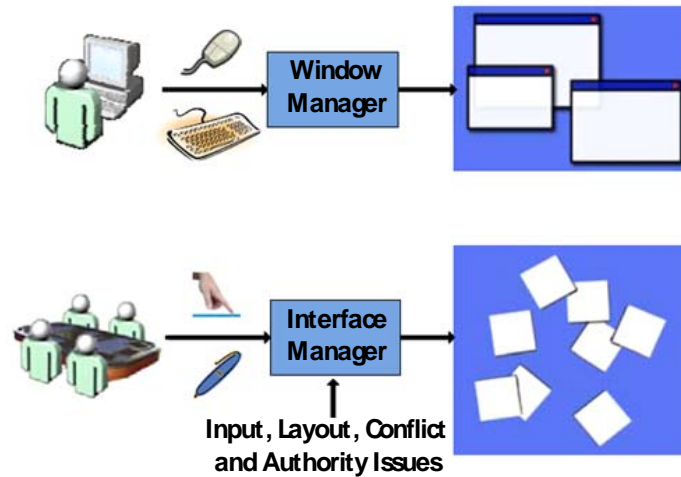 Window
Manager
Interface
Manager
Input, Layout, Conflict
and Authority Issues